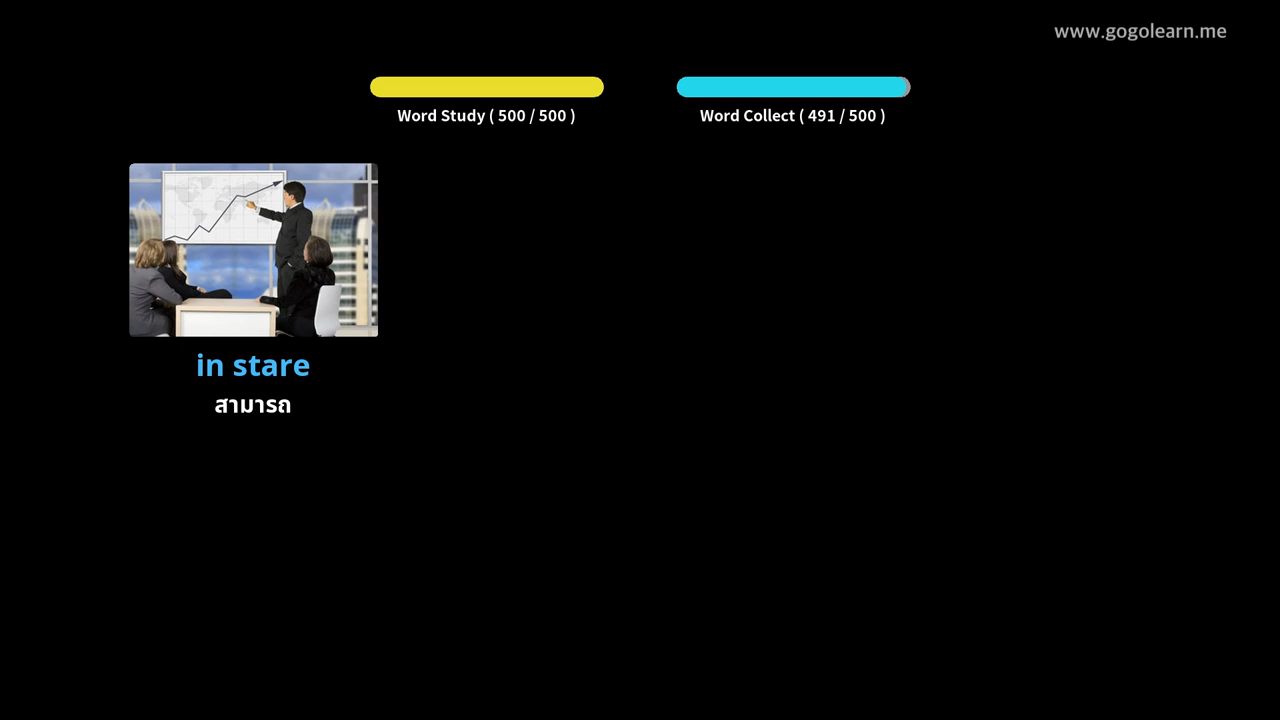 www.gogolearn.me
Word Study ( 500 / 500 )
Word Collect ( 491 / 500 )
in stare
สามารถ